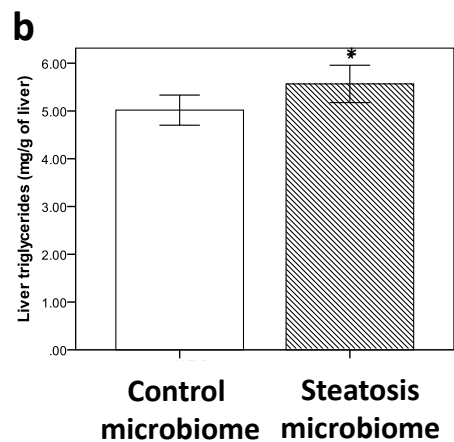 b
*
Liver triglycerides (mg/g of liver)
6.00
5.00
4.00
3.00
2.00
1.00
.00
Control
microbiome
Steatosis
microbiome